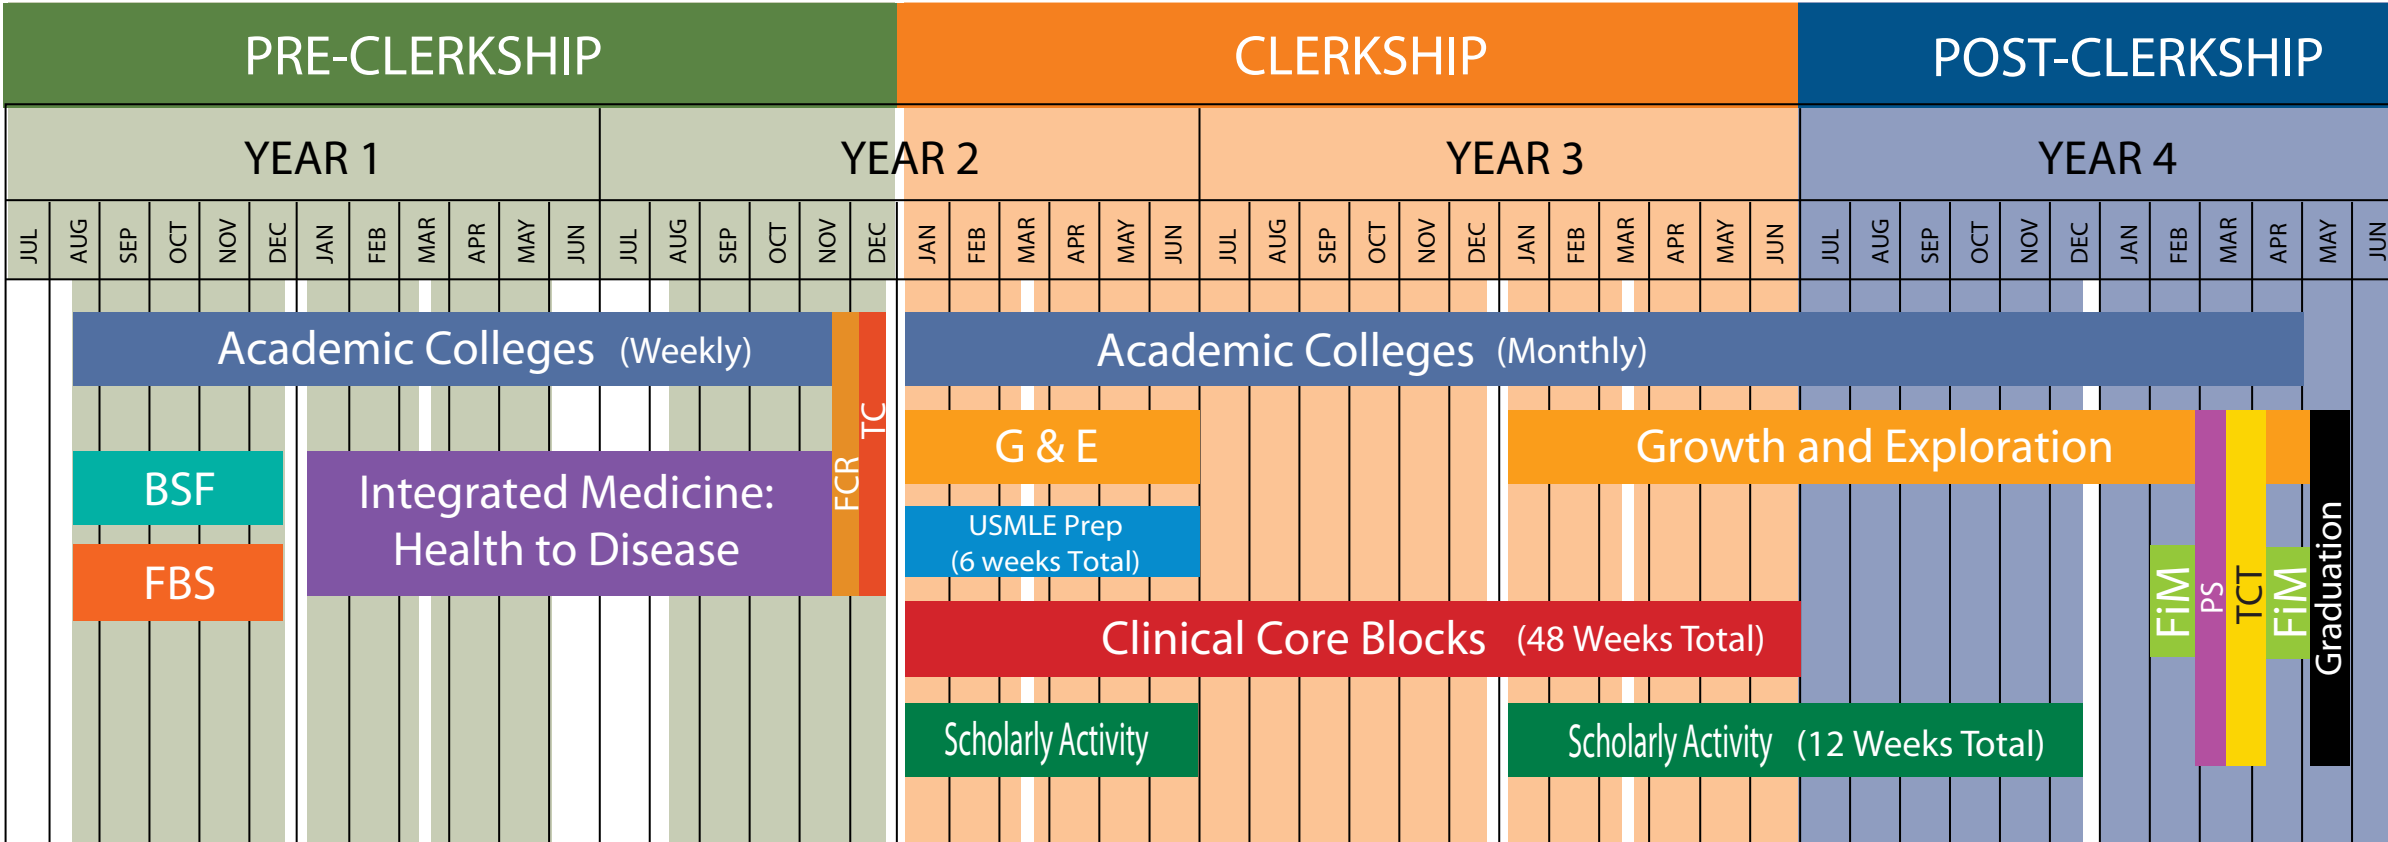 PRE-CLERKSHIP
CLERKSHIP
POST-CLERKSHIP
YEAR 1
YEAR 2
YEAR 3
YEAR 4
JUL AUG SEP OCT NOV DEC JAN FEB MAR APR MAY JUN JUL AUG SEP OCT NOV DEC JAN FEB MAR APR MAY JUN JUL AUG SEP OCT NOV DEC JAN FEB MAR APR MAY JUN JUL AUG SEP OCT NOV DEC JAN FEB MAR APR MAY JUN
Academic Colleges (Weekly)
Academic Colleges (Monthly)
BSF
FBS
Integrated Medicine:
Health to Disease
FCR
TC
G & E
Growth and Exploration
USMLE Prep
(6 weeks Total)
Clinical Core Blocks (48 Weeks Total)
Scholarly Activity
Scholarly Activity (12 Weeks Total)
FiM
PS
TCT
FiM
Graduation